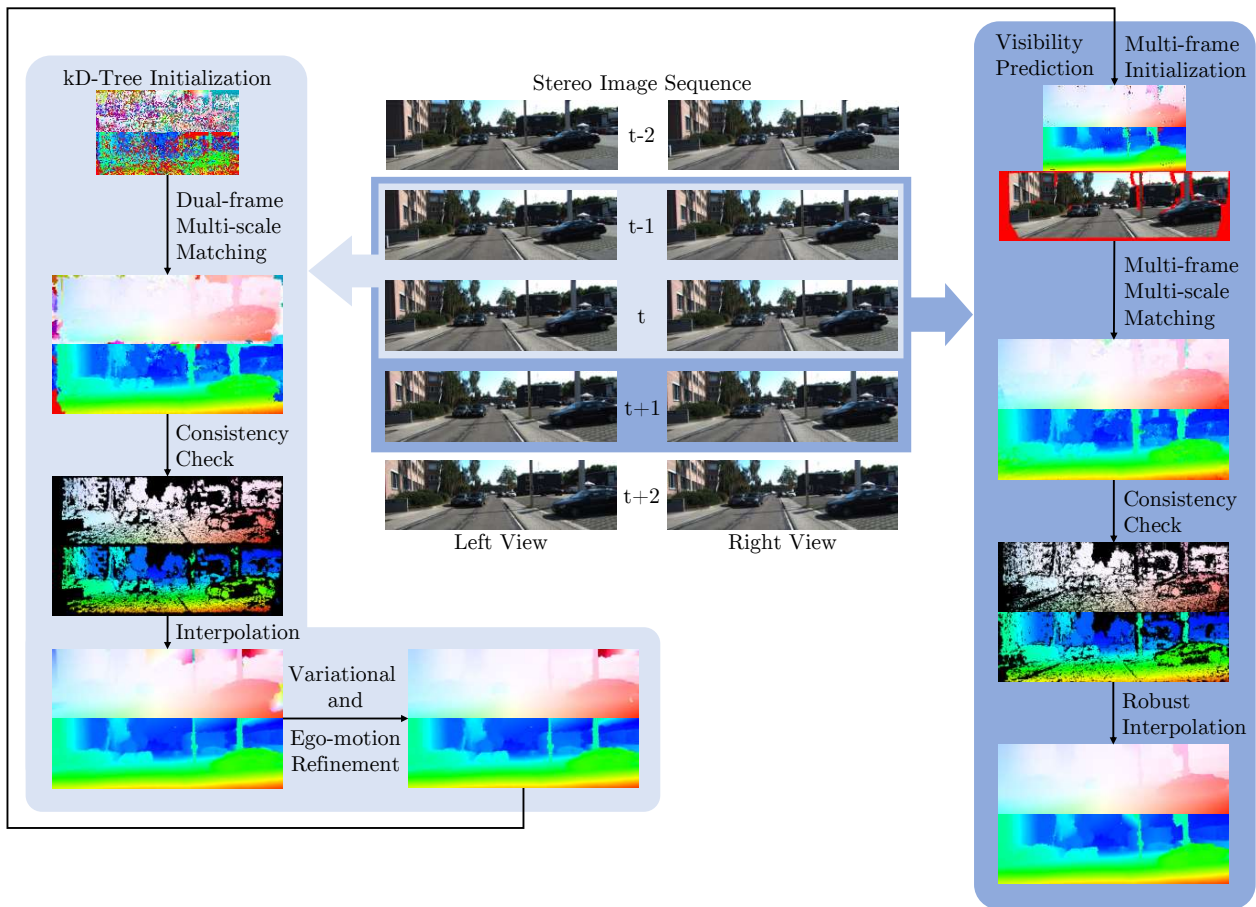 kD-Tree Initialization
Dual-frame
Multi-scale
Matching
Consistency
Check
Interpolation
Variational
and
Ego-motion
Refinement
Stereo Image Sequence
t-2
t-1
t
t+1
t+2
Left View
Right View
Visibility
Prediction
Multi-frame
Initialization
Multi-frame
Multi-scale
Matching
Consistency
Check
Robust
Interpolation